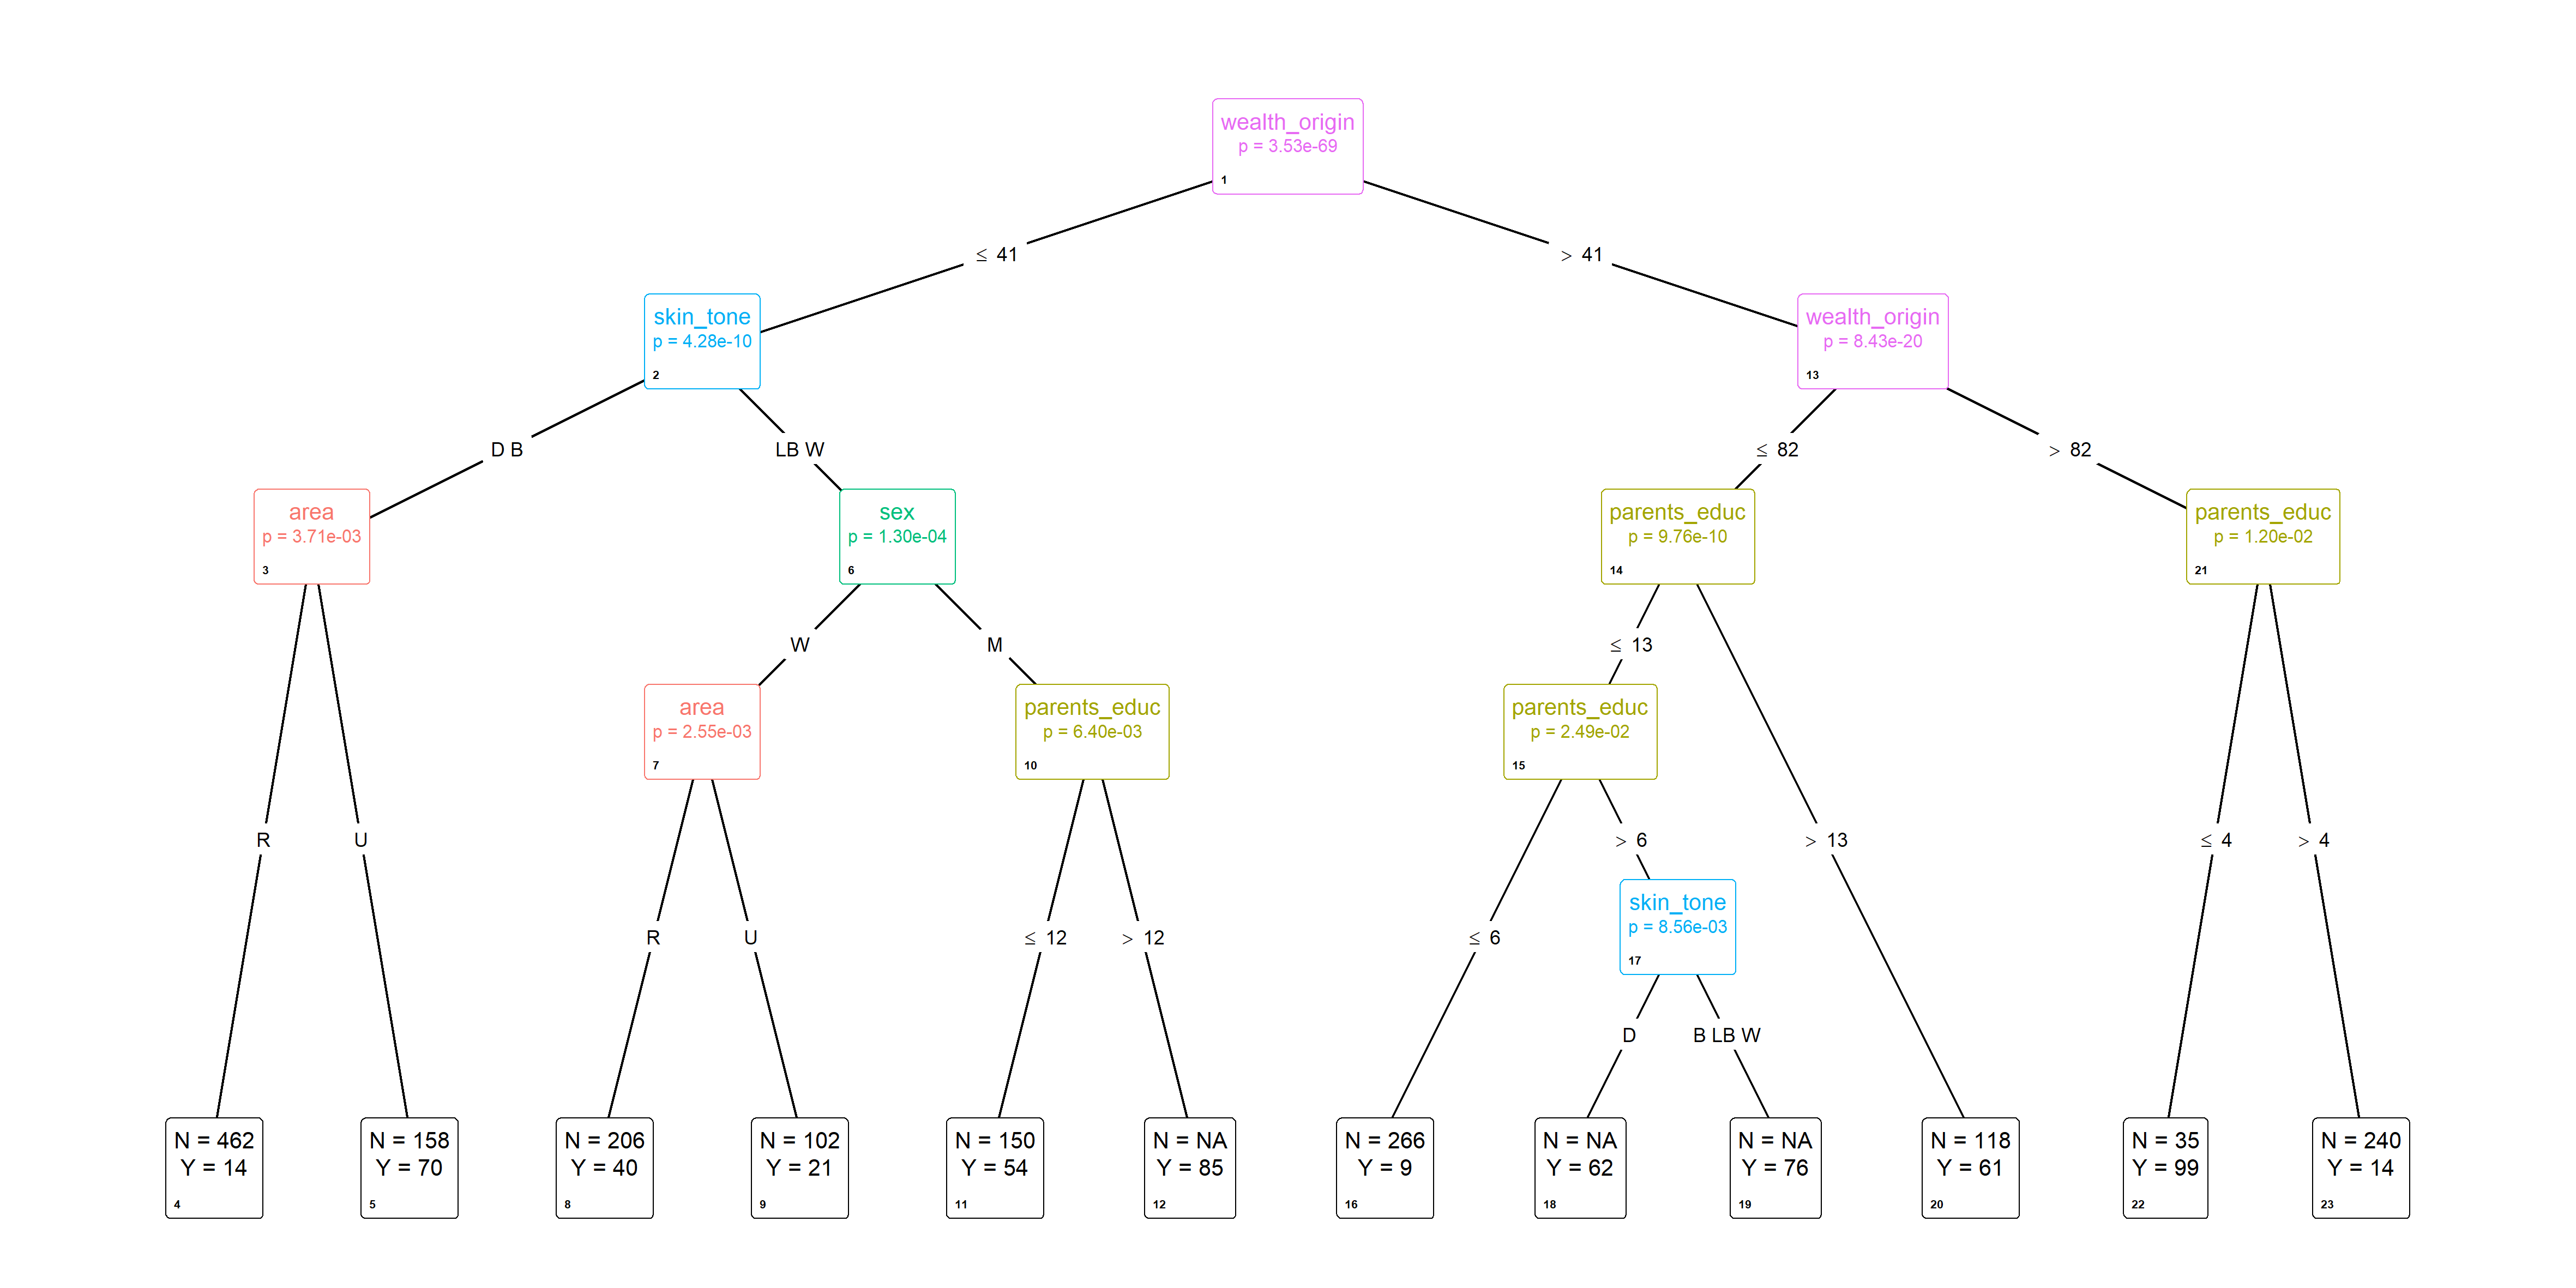 wealth_origin
p = 3.53e-69
1
≤ 41
> 41
skin_tone
p = 4.28e-10
2
wealth_origin
p = 8.43e-20
13
D B
LB W
≤ 82
> 82
area
p = 3.71e-03
3
sex
p = 1.30e-04
6
parents_educ
p = 9.76e-10
14
parents_educ
p = 1.20e-02
21
W
M
≤ 13
area
p = 2.55e-03
7
parents_educ
p = 6.40e-03
10
parents_educ
p = 2.49e-02
15
R
U
> 6
> 13
≤ 4
> 4
skin_tone
p = 8.56e-03
17
R
U
≤ 12
> 12
≤ 6
D
B LB W
N = 462
Y = 14
4
N = 158
Y = 70
5
N = 206
Y = 40
8
N = 102
Y = 21
9
N = 150
Y = 54
11
N = NA
Y = 85
12
N = 266
Y = 9
16
N = NA
Y = 62
18
N = NA
Y = 76
19
N = 118
Y = 61
20
N = 35
Y = 99
22
N = 240
Y = 14
23